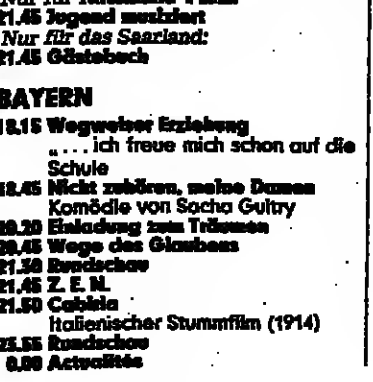 21.45 Jugend musiziert
Nur für das Saarland:
21.45 Gästebuch
BAYERN
18.15 Wegweiser Erziehung
„ ... ich freue mich schon auf die
Schule
18.45 Nicht zuhören, meine Damen
Komödie von Sacha Guitry
20.20 Einladung zum Träumen
20.45 Wege des Glaubens
21.30 Rundschau
21.45 Z. E. N.
21.50 Cabiria
Italienischer Stummfilm (1914)
23.55 Rundschau
0.00 Actualités